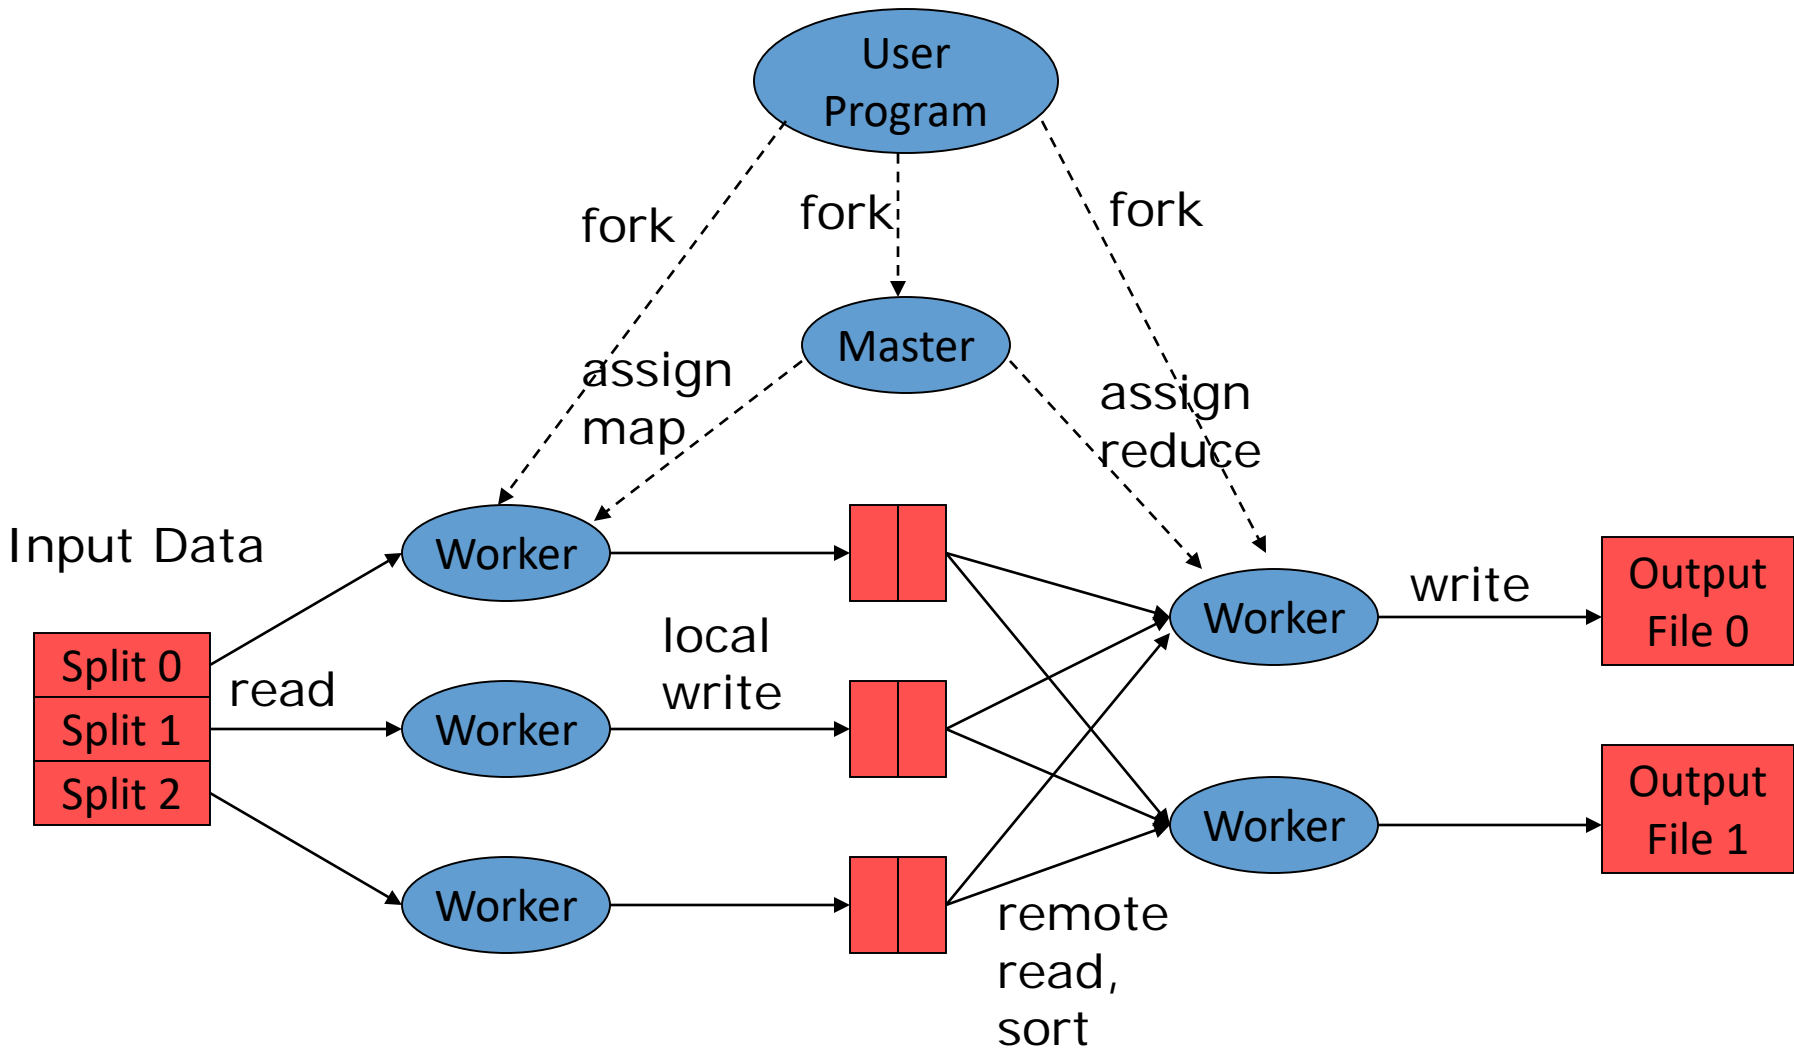 User
Program
fork
fork
fork
Master
assign
map
assign
reduce
Input Data
Worker
Split 0
Split 1
Split 2
read
Worker
Worker
local
write
remote
read,
sort
Worker
Worker
write
Output
File 0
Output
File 1